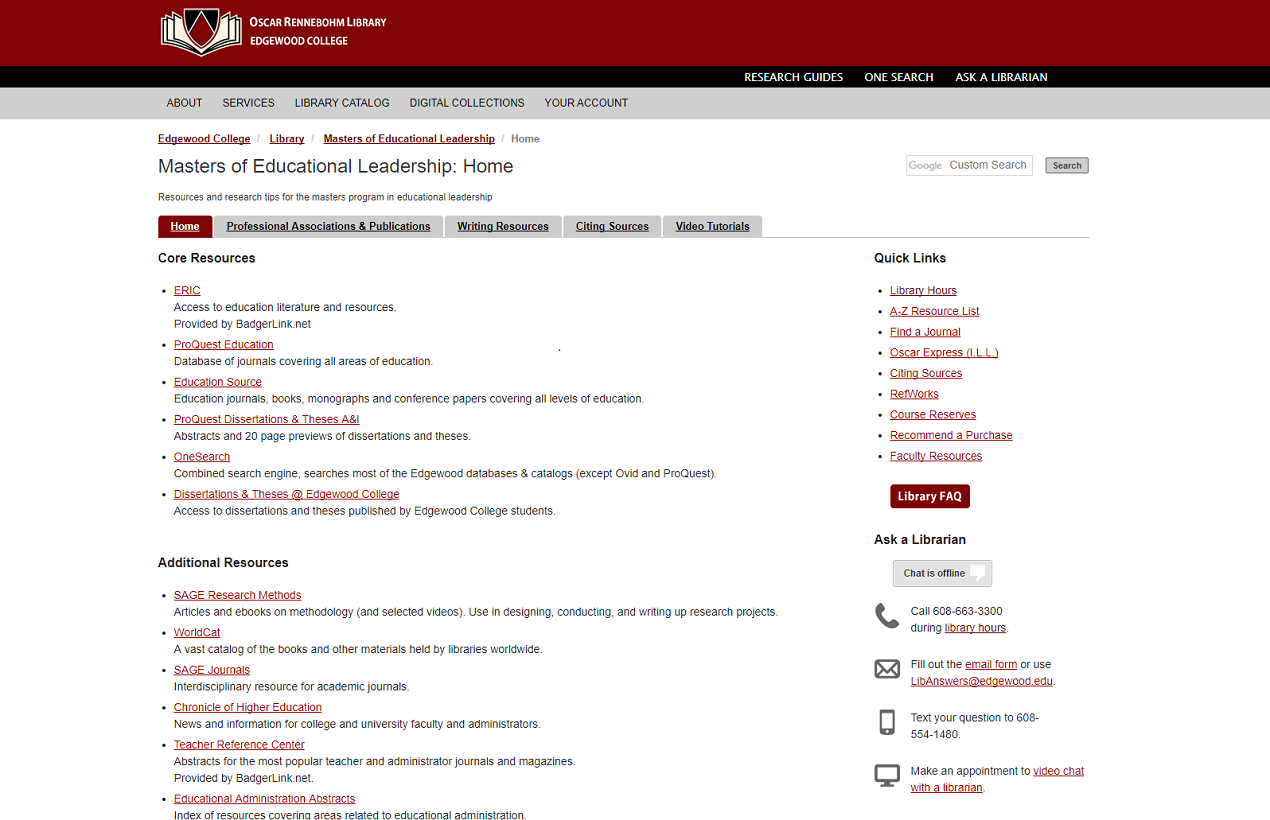 OSCAR RENNEBOHM LIBRARY
EDGEWOOD COLLEGE
RESEARCH GUIDES ONE SEARCH ASK A LIBRARIAN
ABOUT SERVICES LIBRARY CATALOG DIGITAL COLLECTIONS YOUR ACCOUNT
Edgewood College / Library / Masters of Educational Leadership / Home
Masters of Educational Leadership: Home
Google Custom Search Search
Resources and research tips for the masters program in educational leadership
Home Professional Associations & Publications Writing Resources Citing Sources Video Tutorials
Core Resources
ERIC
Access to education literature and resources.
Provided by BadgerLink.net
ProQuest Education
Database of journals covering all areas of education.
Education Source
Education journals, books, monographs and conference papers covering all levels of education.
ProQuest Dissertations & Theses A&I
Abstracts and 20 page previews of dissertations and theses.
OneSearch
Combined search engine, searches most of the Edgewood databases & catalogs (except Ovid and ProQuest).
Dissertations & Theses @ Edgewood College
Access to dissertations and theses published by Edgewood College students.
Additional Resources
SAGE Research Methods
Articles and ebooks on methodology (and selected videos). Use in designing, conducting, and writing up research projects.
WorldCat
A vast catalog of the books and other materials held by libraries worldwide.
SAGE Journals
Interdisciplinary resource for academic journals.
Chronicle of Higher Education
News and information for college and university faculty and administrators.
Teacher Reference Center
Abstracts for the most popular teacher and administrator journals and magazines.
Provided by BadgerLink.net.
Educational Administration Abstracts
Index of resources covering areas related to educational administration.
Quick Links
Library Hours
A-Z Resource List
Find a Journal
Oscar Express (I.L.L.)
Citing Sources
RefWorks
Course Reserves
Recommend a Purchase
Faculty Resources
Library FAQ
Ask a Librarian
Chat is offline
Call 608-663-3300
during library hours.
Fill out the email form or use
LibAnswers@edgewood.edu.
Text your question to 608-
554-1480.
Make an appointment to video chat
with a librarian.